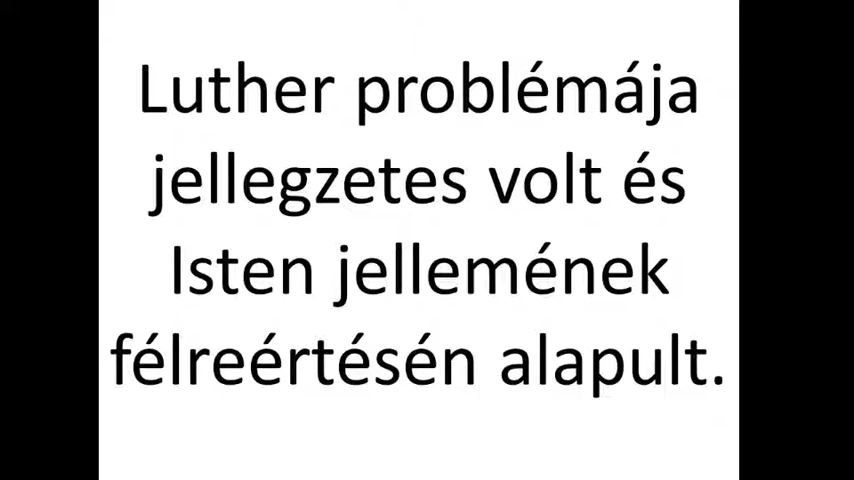 Luther problémája
jellegzetes volt és
Isten jellemének
félreértésén alapult.